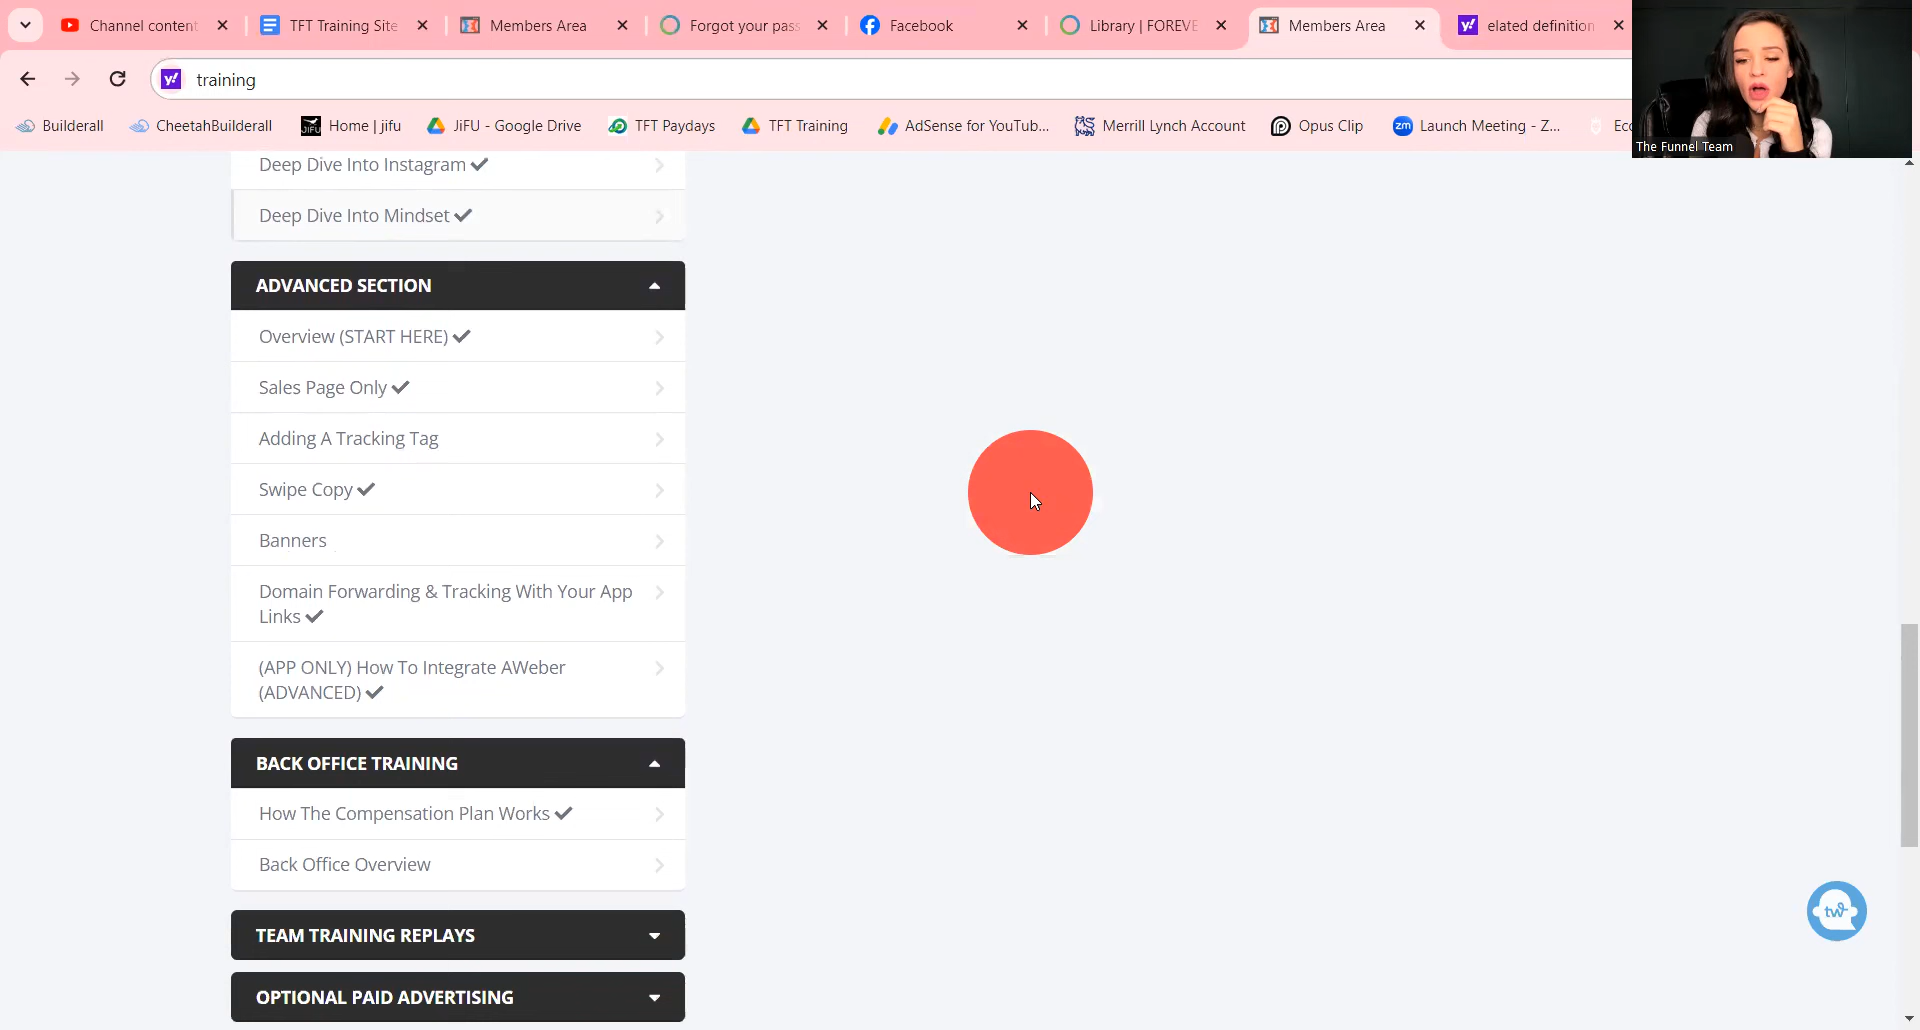 Channel content
TFT Training Site
Members Area
Forgot your pass
Facebook
Library | FOREVE
Members Area
elated definition
training
Builderall
CheetahBuilderall
Home | jifu
JiFU - Google Drive
TFT Paydays
TFT Training
AdSense for YouTub...
Merrill Lynch Account
Opus Clip
Launch Meeting - Z...
Eco
The Funnel Team
Deep Dive Into Instagram
Deep Dive Into Mindset
ADVANCED SECTION
Overview (START HERE)
Sales Page Only
Adding A Tracking Tag
Swipe Copy
Banners
Domain Forwarding & Tracking With Your App
Links
(APP ONLY) How To Integrate AWeber
(ADVANCED)
BACK OFFICE TRAINING
How The Compensation Plan Works
Back Office Overview
TEAM TRAINING REPLAYS
OPTIONAL PAID ADVERTISING